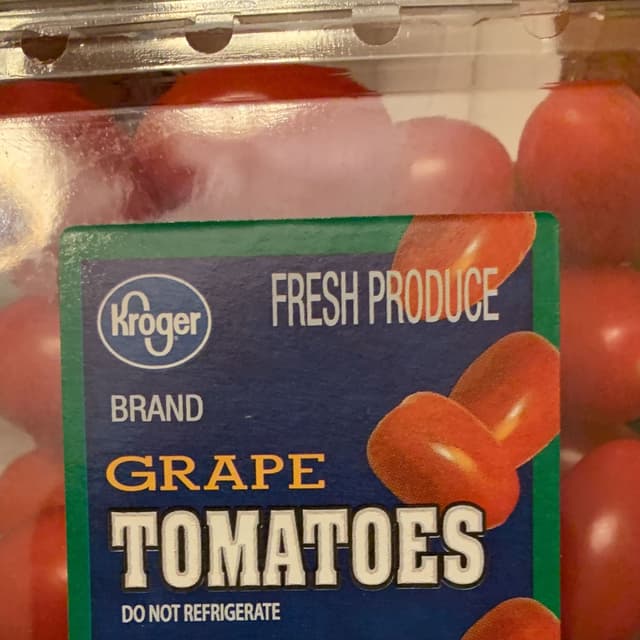 Kroger
FRESH PRODUCE
BRAND
GRAPE
TOMATOES
DO NOT REFRIGERATE